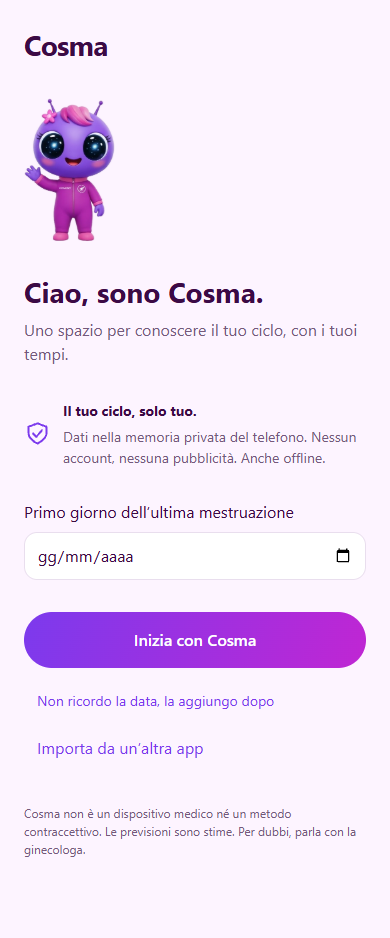 Cosma
Ciao, sono Cosma.
Uno spazio per conoscere il tuo ciclo, con i tuoi
tempi.
Il tuo ciclo, solo tuo.
Dati nella memoria privata del telefono. Nessun
account, nessuna pubblicità. Anche offline.
Primo giorno dell’ultima mestruazione
gg/mm/aaaa
Inizia con Cosma
Non ricordo la data, la aggiungo dopo
Importa da un’altra app
Cosma non è un dispositivo medico né un metodo
contraccettivo. Le previsioni sono stime. Per dubbi, parla con la
ginecologa.